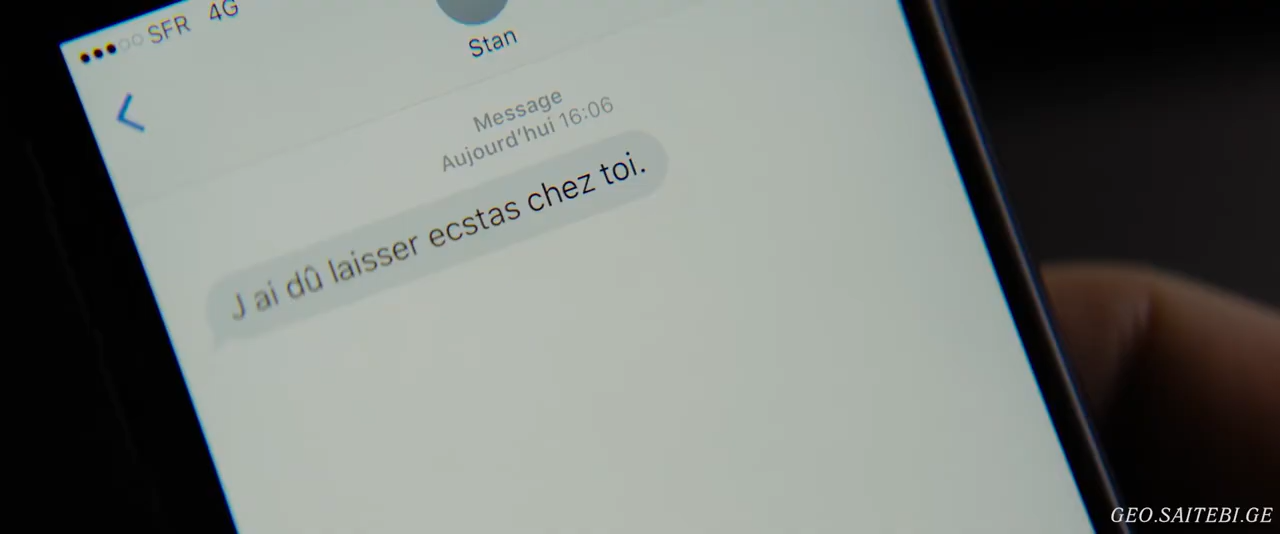 SFR 4G
Stan
Message
Aujourd'hui 16:06
J ai dû laisser ecstas chez toi.
GEO.SAITEBI.GE